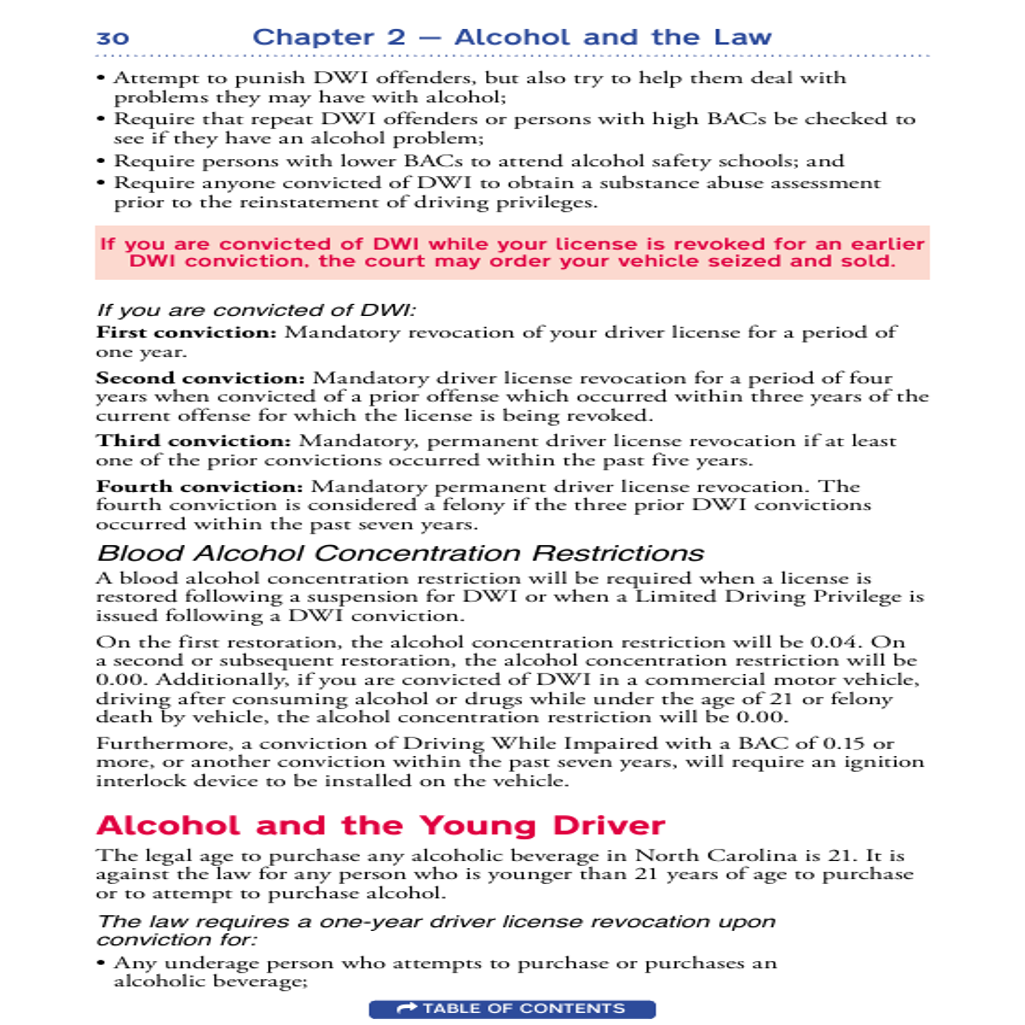 30 Chapter 2 — Alcohol and the Law
• Attempt to punish DWI offenders, but also try to help them deal with
problems they may have with alcohol;
• Require that repeat DWI offenders or persons with high BACs be checked to
see if they have an alcohol problem;
• Require persons with lower BACs to attend alcohol safety schools; and
• Require anyone convicted of DWI to obtain a substance abuse assessment
prior to the reinstatement of driving privileges.
If you are convicted of DWI while your license is revoked for an earlier
DWI conviction, the court may order your vehicle seized and sold.
If you are convicted of DWI:
First conviction: Mandatory revocation of your driver license for a period of
one year.
Second conviction: Mandatory driver license revocation for a period of four
years when convicted of a prior offense which occurred within three years of the
current offense for which the license is being revoked.
Third conviction: Mandatory, permanent driver license revocation if at least
one of the prior convictions occurred within the past five years.
Fourth conviction: Mandatory permanent driver license revocation. The
fourth conviction is considered a felony if the three prior DWI convictions
occurred within the past seven years.
Blood Alcohol Concentration Restrictions
A blood alcohol concentration restriction will be required when a license is
restored following a suspension for DWI or when a Limited Driving Privilege is
issued following a DWI conviction.
On the first restoration, the alcohol concentration restriction will be 0.04. On
a second or subsequent restoration, the alcohol concentration restriction will be
0.00. Additionally, if you are convicted of DWI in a commercial motor vehicle,
driving after consuming alcohol or drugs while under the age of 21 or felony
death by vehicle, the alcohol concentration restriction will be 0.00.
Furthermore, a conviction of Driving While Impaired with a BAC of 0.15 or
more, or another conviction within the past seven years, will require an ignition
interlock device to be installed on the vehicle.
Alcohol and the Young Driver
The legal age to purchase any alcoholic beverage in North Carolina is 21. It is
against the law for any person who is younger than 21 years of age to purchase
or to attempt to purchase alcohol.
The law requires a one-year driver license revocation upon
conviction for:
• Any underage person who attempts to purchase or purchases an
alcoholic beverage;
TABLE OF CONTENTS